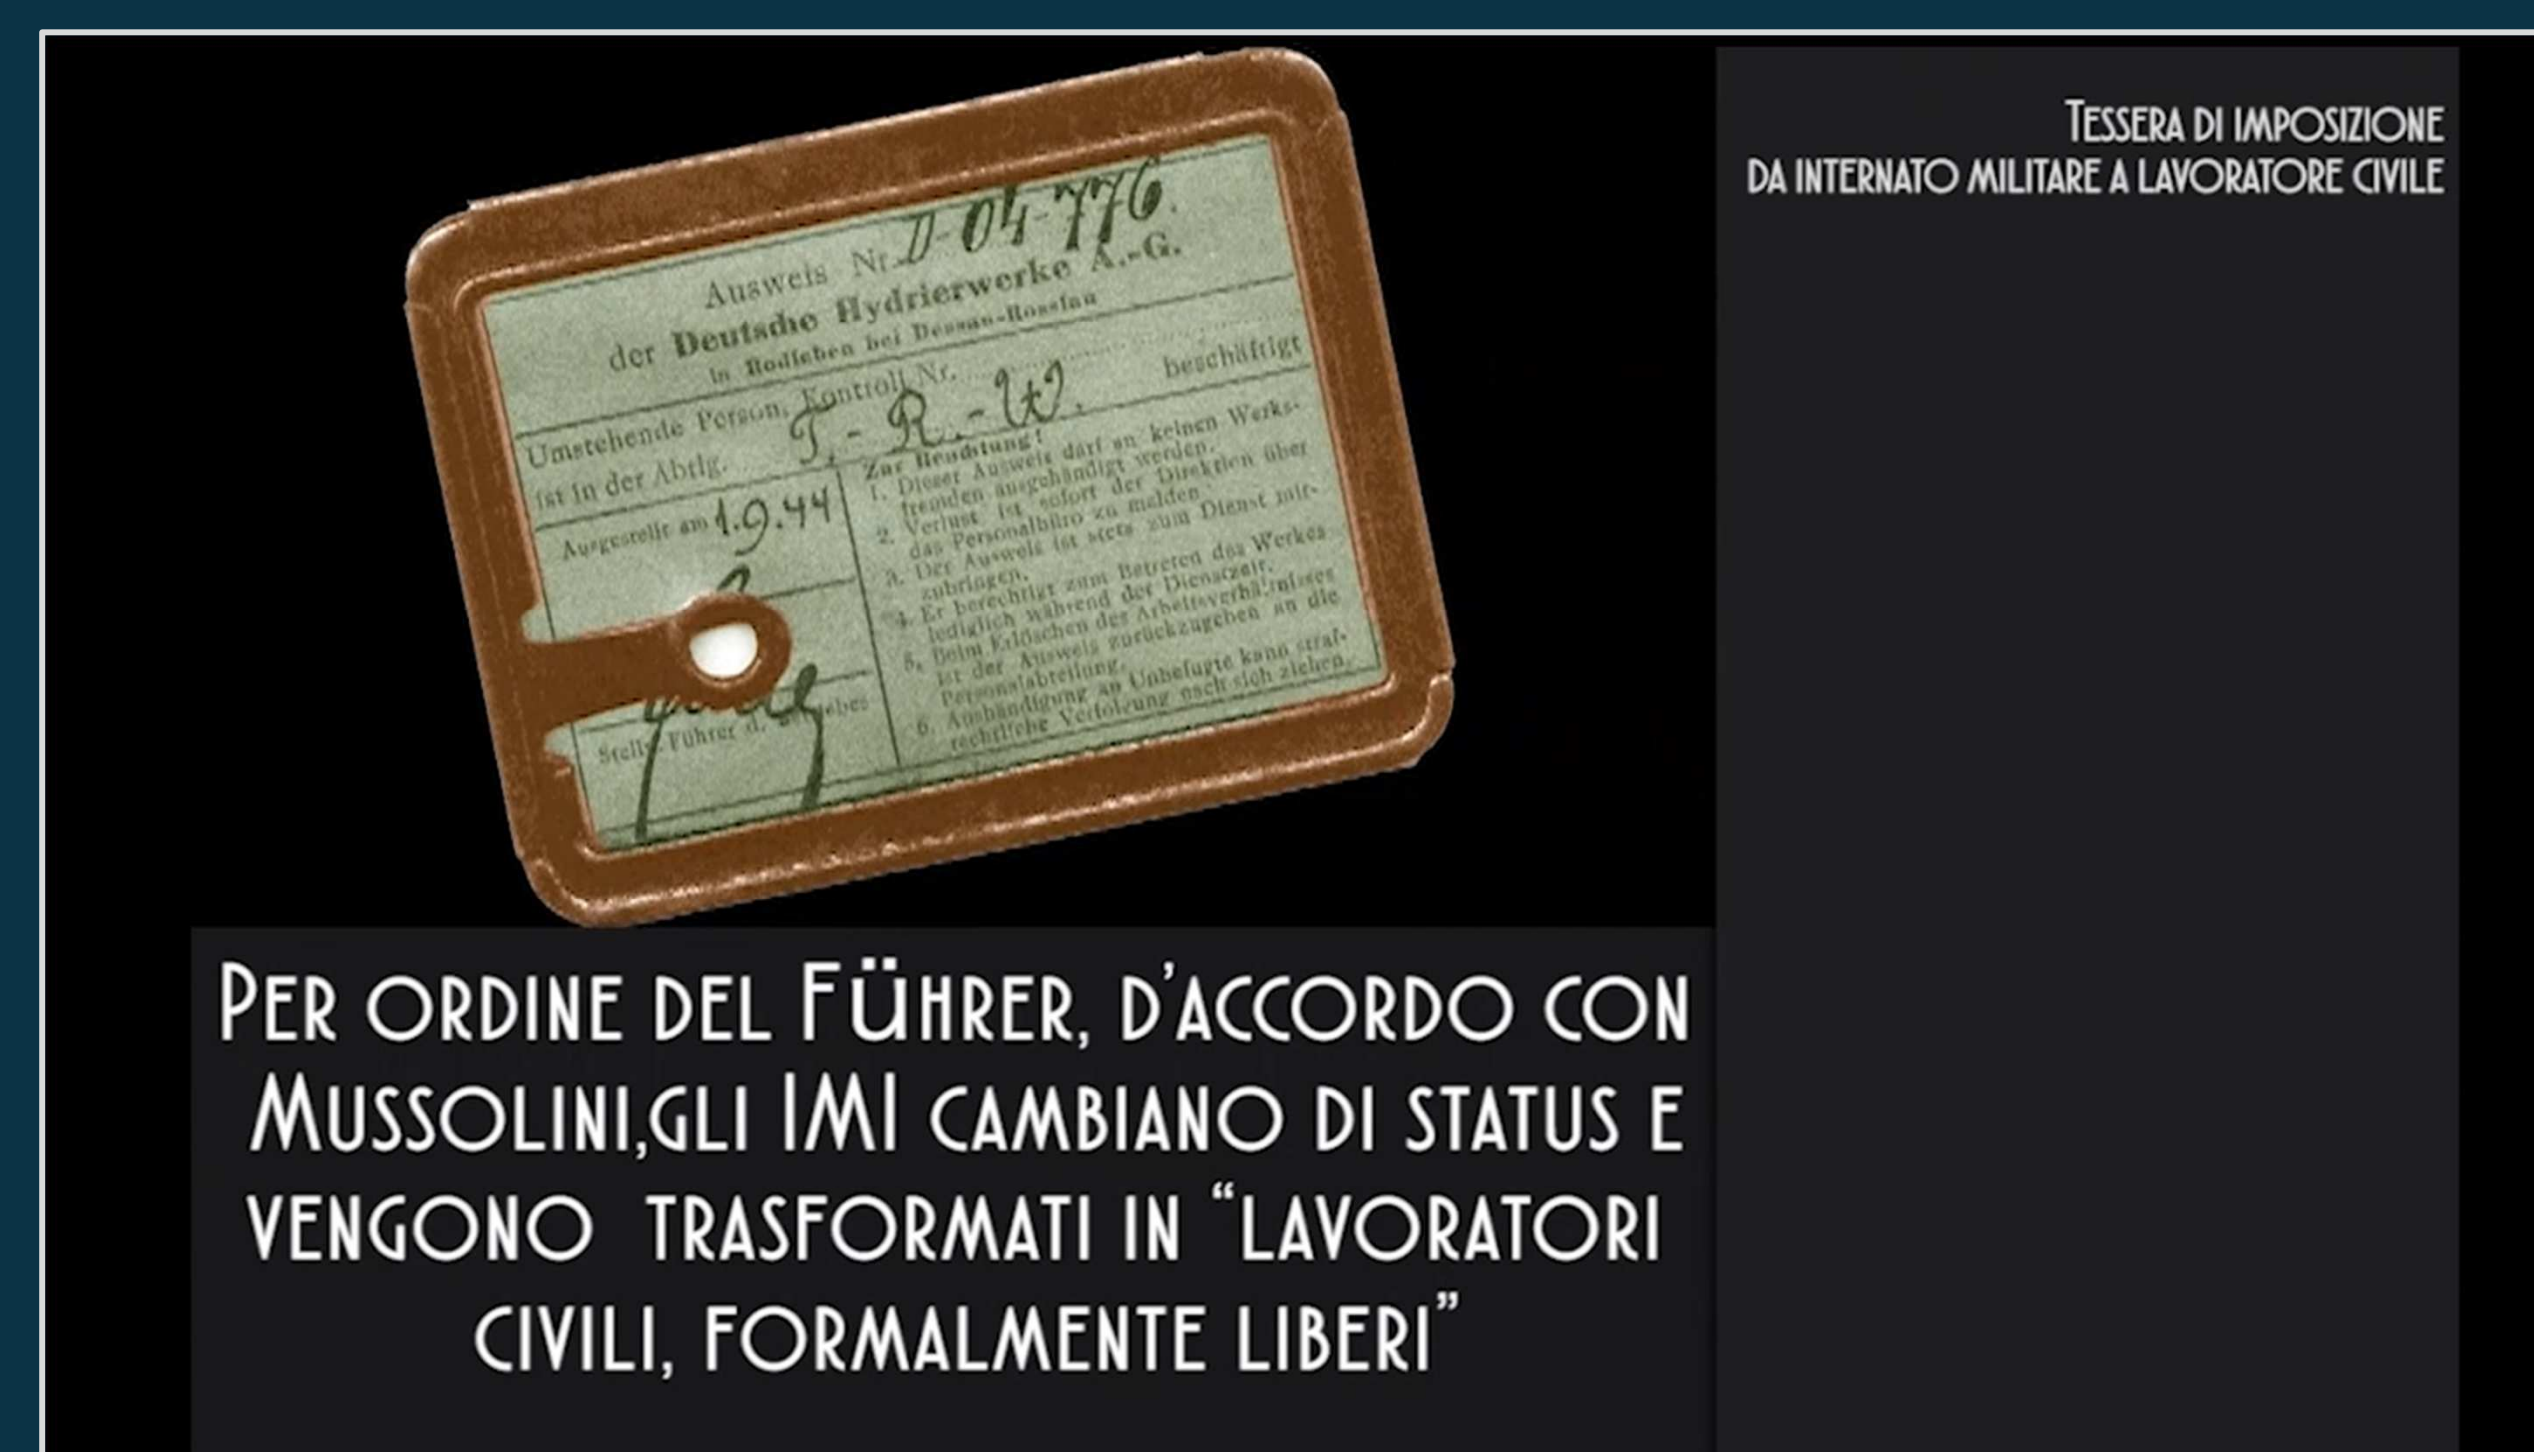 Tessera di imposizione
da internato militare a lavoratore civile
Ausweis Nr. D-04-776.
der Deutsche Hydrierwerke A.-G.
in Rodleben bei Dessau-Rosslau
Umstehende Person, Kontroll Nr.
ist in der Abtlg. T.-R.-W. beschäftigt
Ausgestellt am 1.9.44
Stellv. Führer d.
Zur Beachtung!
1. Dieser Ausweis darf an keinen Werks-
fremden ausgehändigt werden.
2. Verlust ist sofort der Direktion über
das Personalbüro zu melden.
3. Der Ausweis ist stets zum Dienst mit-
zubringen.
4. Er berechtigt zum Betreten des Werkes
lediglich während der Dienstzeit.
5. Beim Erlöschen des Arbeitsverhältnisses
ist der Ausweis zurückzugeben an die
Personalabteilung.
6. Aushändigung an Unbefugte kann straf-
rechtliche Verfolgung nach sich ziehen.
Per ordine del Führer, d'accordo con
Mussolini,gli IMI cambiano di status e
vengono trasformati in “lavoratori
civili, formalmente liberi”